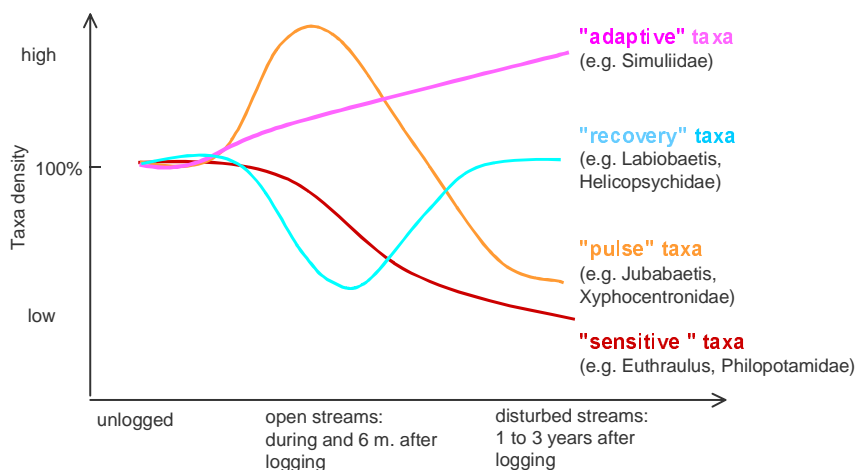 high
100%
low
Taxa density
"adaptive" taxa
(e.g. Simuliidae)
"recovery" taxa
(e.g. Labiobaetis,
Helicopsychidae)
"pulse" taxa
(e.g. Jubabaetis,
Xyphocentronidae)
"sensitive " taxa
(e.g. Euthraulus, Philopotamidae)
unlogged
open streams:
during and 6 m. after
logging
disturbed streams:
1 to 3 years after
logging